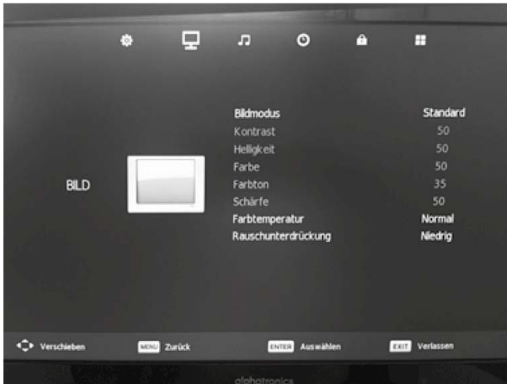 Bildmodus Standard
Kontrast 50
Helligkeit 50
Farbe 50
BILD
Farbton 35
Schärfe 50
Farbtemperatur Normal
Rauschunterdrückung Niedrig
Verschieben MENU Zurück ENTER Auswählen EXIT Verlassen
alphatronics